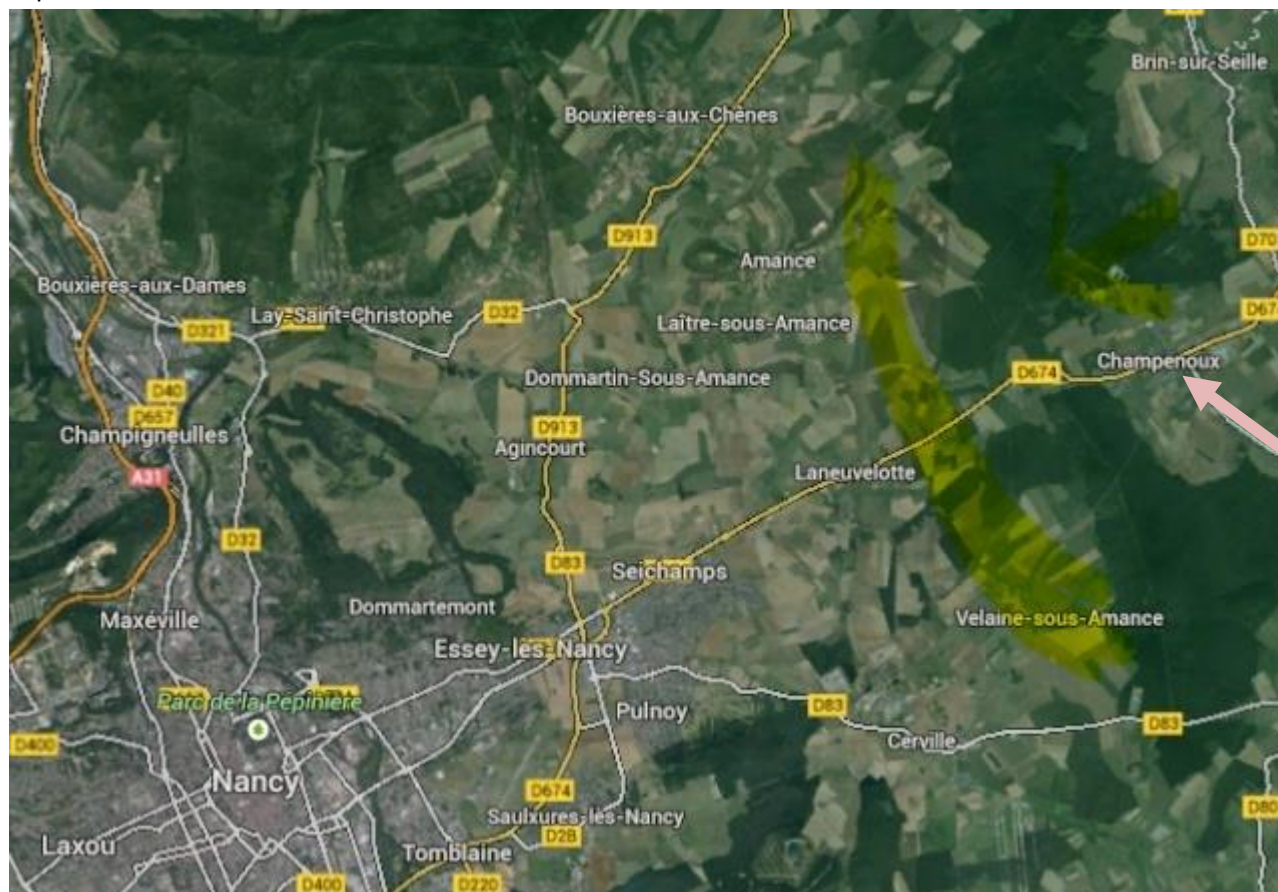 Brin-sur-Seille
Bouxières-aux-Chênes
D913
D70
Amance
Bouxières-aux-Dames
D32
D67
Lay-Saint-Christophe
D321
Laître-sous-Amance
Champenoux
D674
Dommartin-Sous-Amance
D40
D657
Champigneulles
D913
Agincourt
Laneuvelotte
A31
D32
D83
Seichamps
Dommartemont
Maxéville
Velaine-sous-Amance
Essey-lès-Nancy
Parc de la Pépinière
Pulnoy
D83
D83
D400
Cerville
Nancy
D674
Saulxures-lès-Nancy
D80
D2B
Laxou
Tomblaine
D400
D220